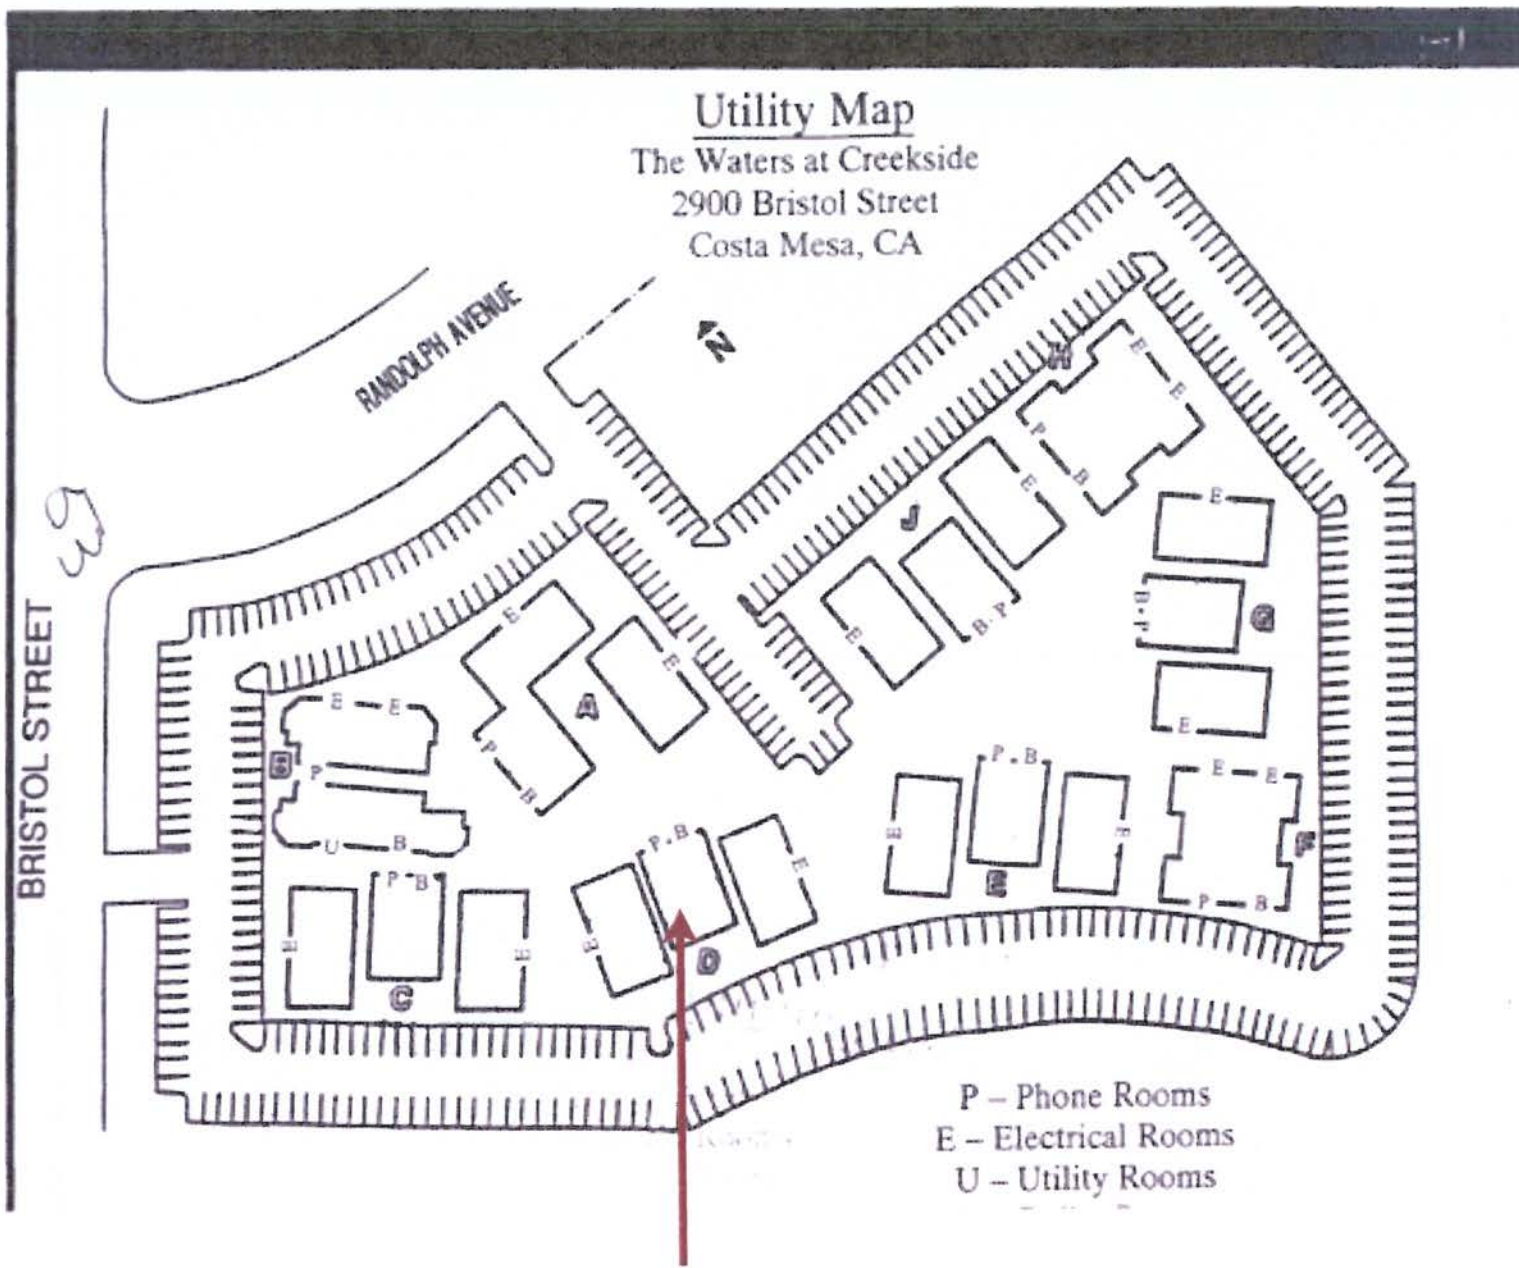 Utility Map
The Waters at Creekside
2900 Bristol Street
Costa Mesa, CA
RANDOLPH AVENUE
N
BRISTOL STREET
H
E
E
P
B
J
E
B.P
E
E
G
B.P
E
A
E
E
P
B
B
E E
P
U B
C
P B
E
E
D
P.B
E
E
E
P.B
E
E
F
E E
P B
P – Phone Rooms
E – Electrical Rooms
U – Utility Rooms